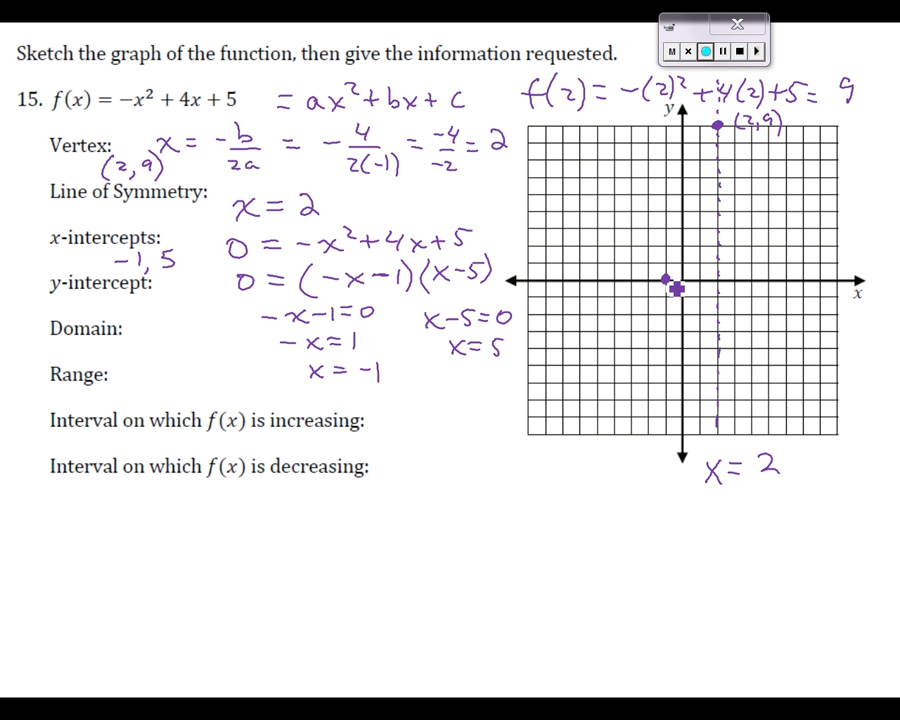 Sketch the graph of the function, then give the information requested.
15. f(x) = −x² + 4x + 5 = ax² + bx + c
f(2) = −(2)² + 4(2) + 5 = 9
M
y
(2,9)
Vertex: x = −b/2a = −4/2(−1) = −4/−2 = 2
(2,9)
Line of Symmetry: x = 2
x-intercepts: 0 = −x² + 4x + 5
−1, 5
y-intercept: 0 = (−x − 1)(x − 5)
x
−x − 1 = 0 x − 5 = 0
Domain:
−x = 1 x = 5
Range: x = −1
Interval on which f(x) is increasing:
Interval on which f(x) is decreasing:
x = 2